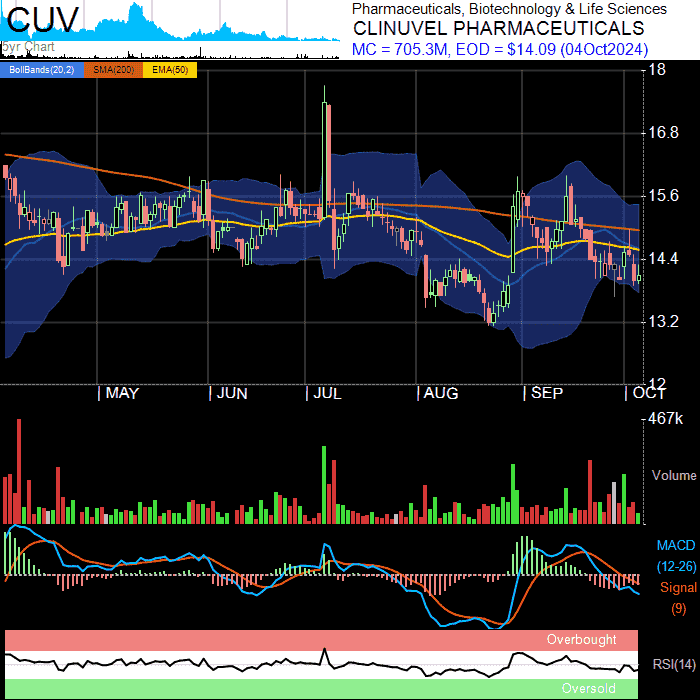 CUV
5yr Chart
Pharmaceuticals, Biotechnology & Life Sciences
CLINUVEL PHARMACEUTICALS
MC = 705.3M, EOD = $14.09 (04Oct2024)
BollBands(20,2) SMA(200) EMA(50)
18
16.8
15.6
14.4
13.2
12
MAY JUN JUL AUG SEP OCT
467k
Volume
MACD
(12-26)
Signal
(9)
Overbought
RSI(14)
Oversold